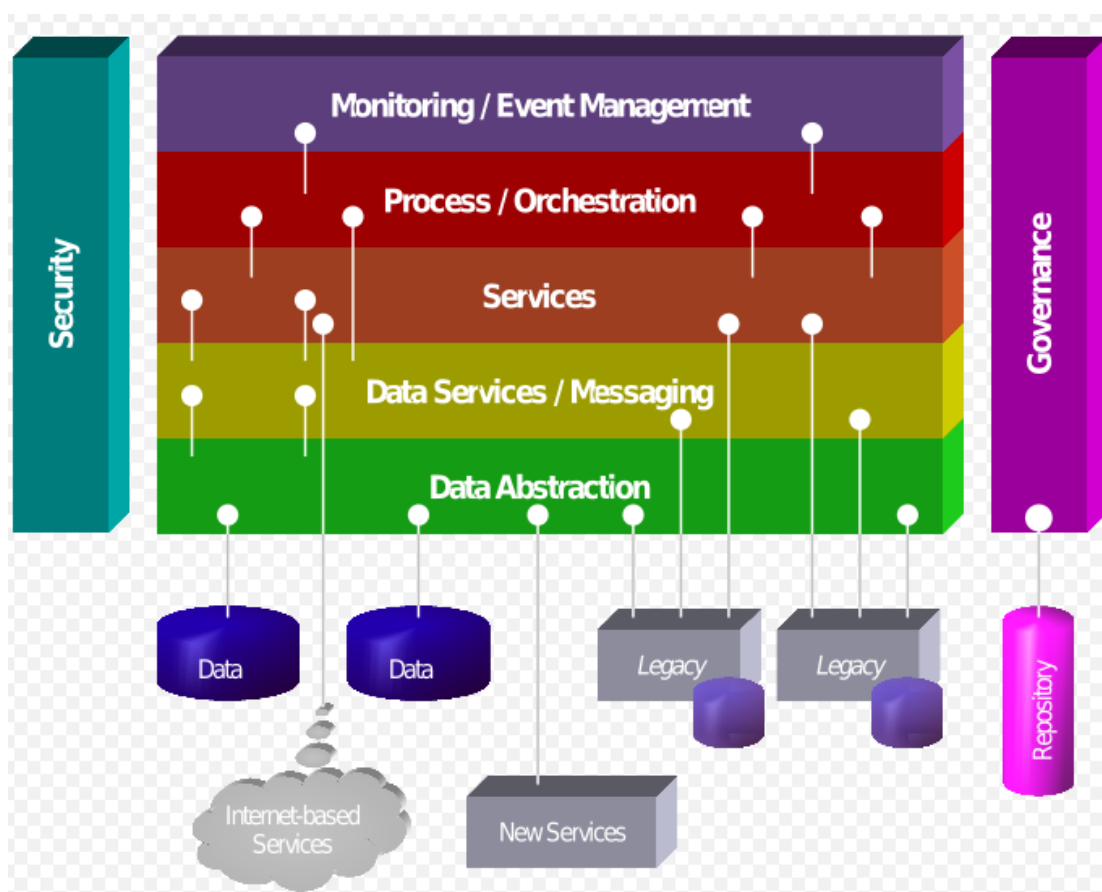 Security
Monitoring / Event Management
Process / Orchestration
Services
Data Services / Messaging
Data Abstraction
Governance
Data
Data
Legacy
Legacy
Repository
Internet-based
Services
New Services